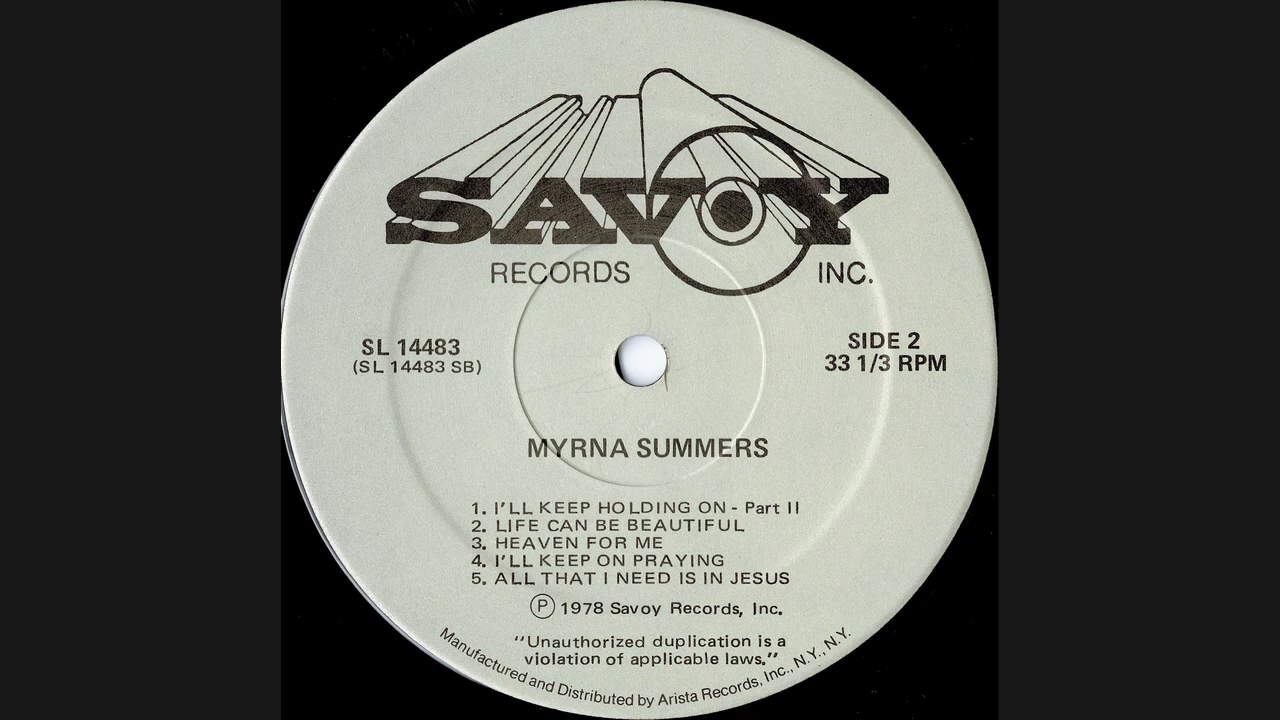 SAVOY
RECORDS INC.
SL 14483
(SL 14483 SB)
SIDE 2
33 1/3 RPM
MYRNA SUMMERS
1. I'LL KEEP HOLDING ON - Part II
2. LIFE CAN BE BEAUTIFUL
3. HEAVEN FOR ME
4. I'LL KEEP ON PRAYING
5. ALL THAT I NEED IS IN JESUS
Ⓟ 1978 Savoy Records, Inc.
"Unauthorized duplication is a
violation of applicable laws."
Manufactured and Distributed by Arista Records, Inc., N.Y., N.Y.